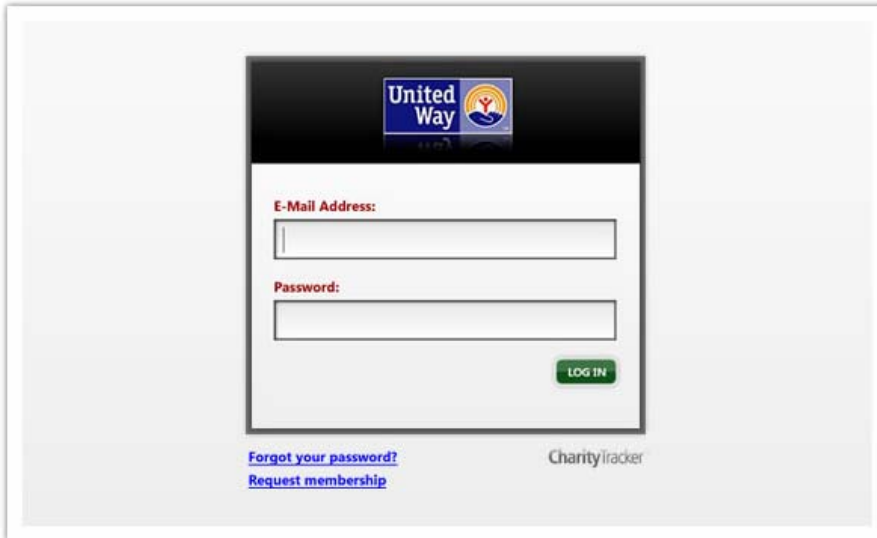 United
Way
E-Mail Address:
Password:
LOG IN
Forgot your password?
CharityTracker
Request membership